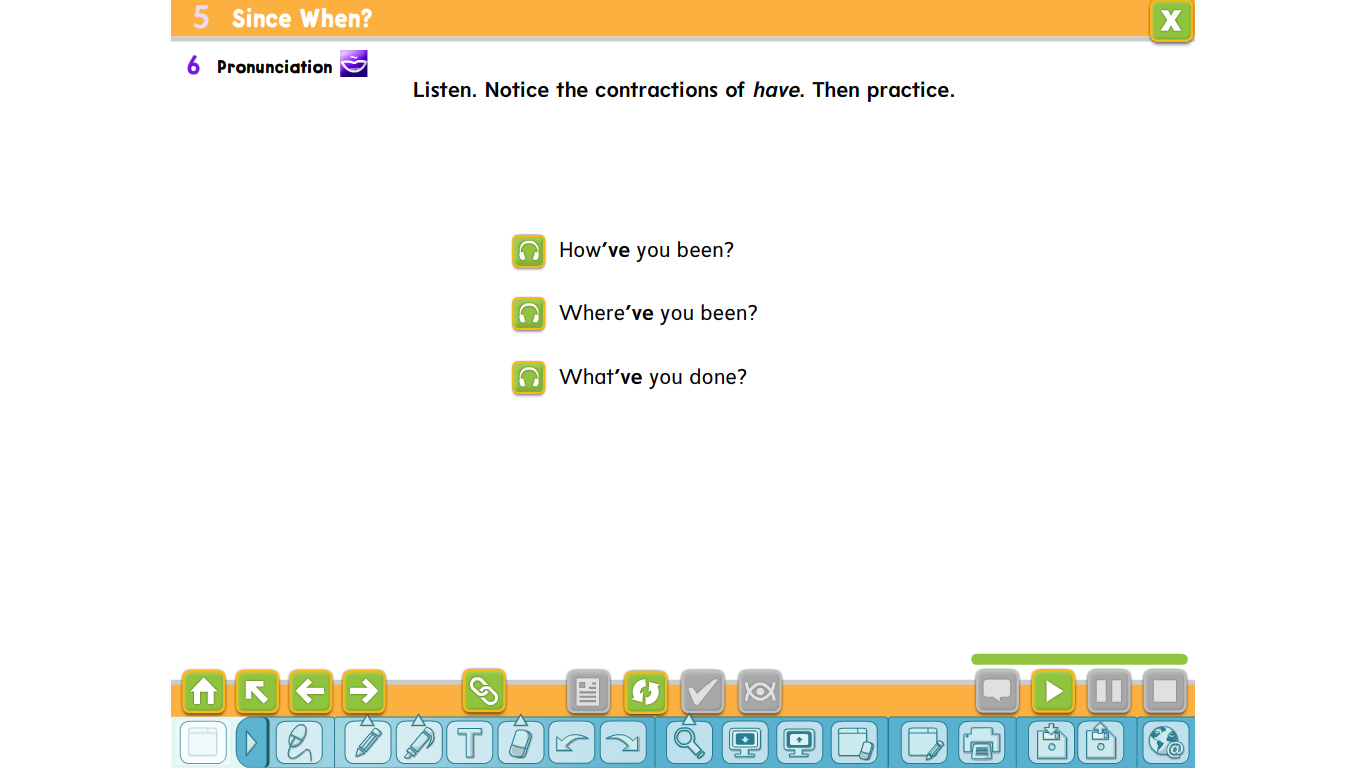 5 Since When?
X
6 Pronunciation
Listen. Notice the contractions of have. Then practice.
How've you been?
Where've you been?
What've you done?
T
@